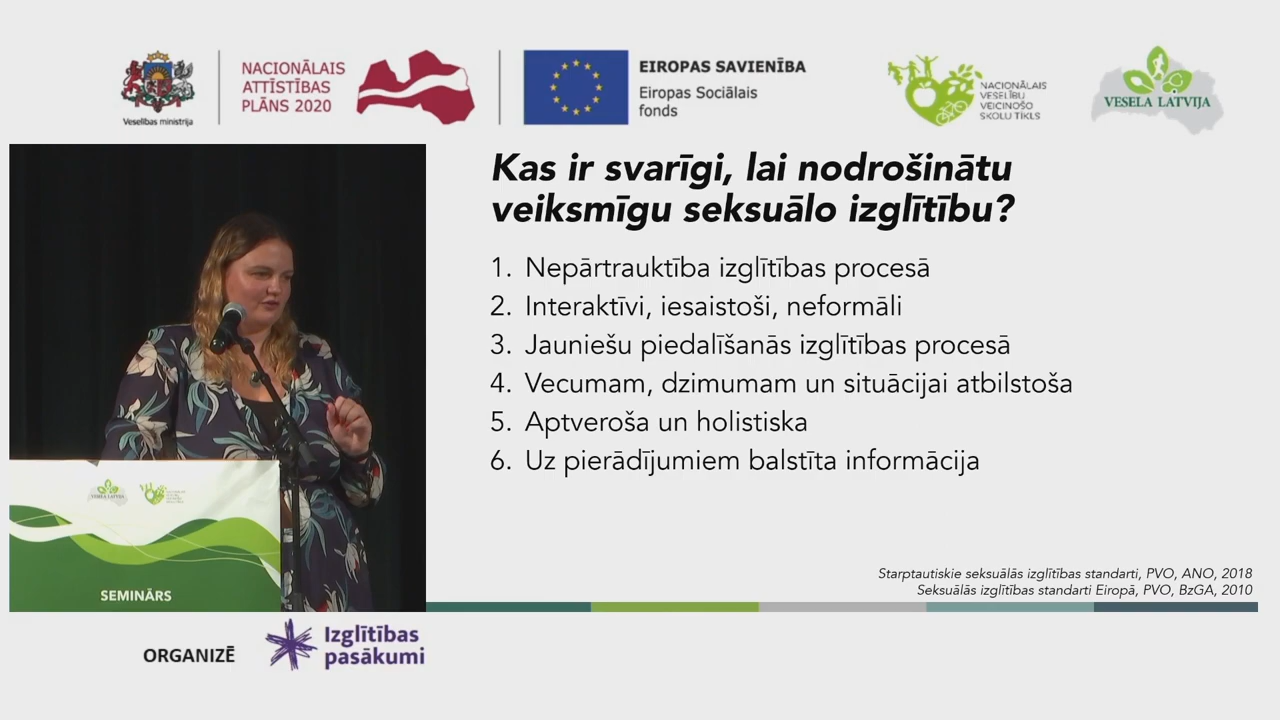 Veselības ministrija
NACIONĀLAIS
ATTĪSTĪBAS
PLĀNS 2020
EIROPAS SAVIENĪBA
Eiropas Sociālais
fonds
NACIONĀLAIS
VESELĪBU
VEICINOŠO
SKOLU TĪKLS
VESELA LATVIJA
Kas ir svarīgi, lai nodrošinātu
veiksmīgu seksuālo izglītību?
1. Nepārtrauktība izglītības procesā
2. Interaktīvi, iesaistoši, neformāli
3. Jauniešu piedalīšanās izglītības procesā
4. Vecumam, dzimumam un situācijai atbilstoša
5. Aptveroša un holistiska
6. Uz pierādījumiem balstīta informācija
Starptautiskie seksuālās izglītības standarti, PVO, ANO, 2018
Seksuālās izglītības standarti Eiropā, PVO, BzGA, 2010
VESELA LATVIJA
SEMINĀRS
ORGANIZĒ
Izglītības
pasākumi